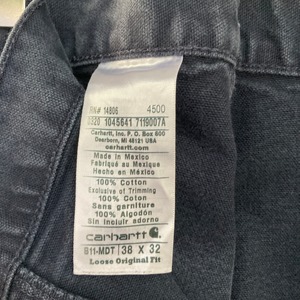 RN# 14806 4500
5520 1045641 7119007A
Carhartt, Inc. P.O. Box 600
Dearborn, MI 48121 USA
carhartt.com
Made in Mexico
Fabriqué au Mexique
Hecho en México
100% Cotton
Exclusive of Trimming
100% Coton
Sans garniture
100% Algodón
Sin incluir adorno
carhartt
B11-MDT 38 X 32
Loose Original Fit